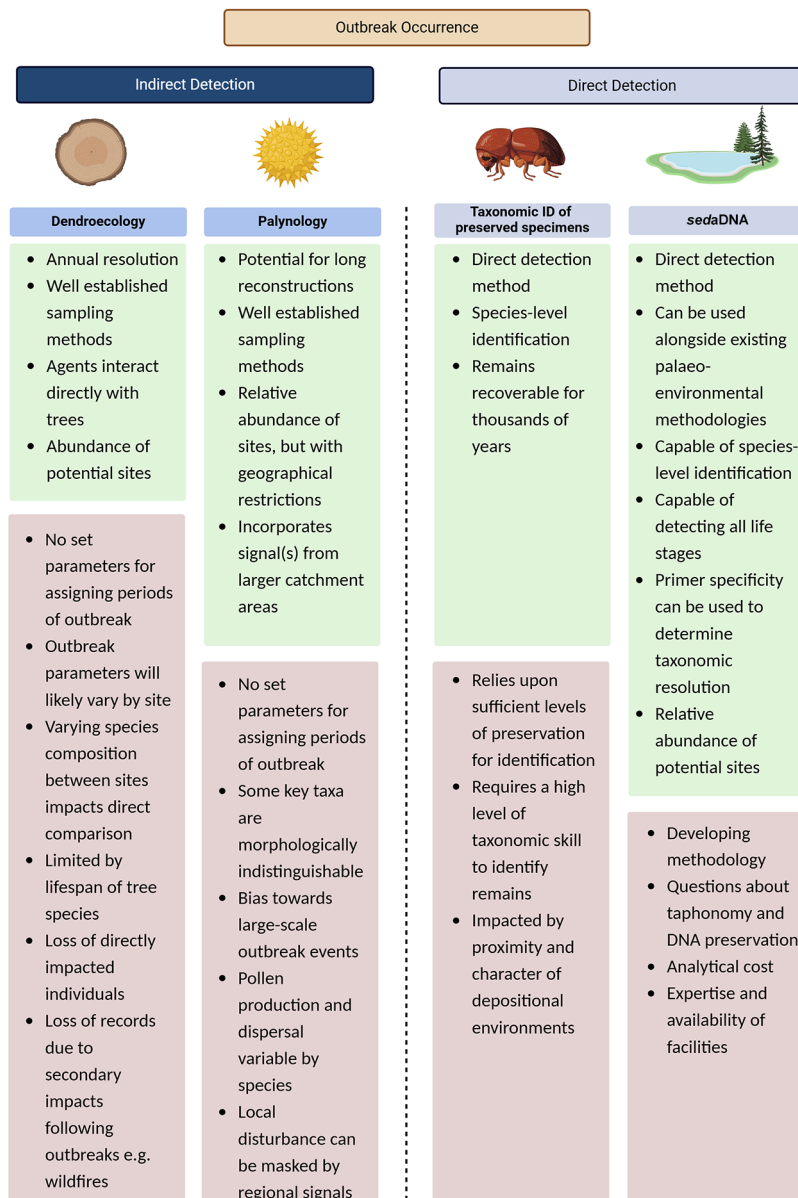 Outbreak Occurrence
Indirect Detection
Dendroecology
• Annual resolution
• Well established
sampling
methods
• Agents interact
directly with
trees
• Abundance of
potential sites
• No set
parameters for
assigning periods
of outbreak
• Outbreak
parameters will
likely vary by site
• Varying species
composition
between sites
impacts direct
comparison
• Limited by
lifespan of tree
species
• Loss of directly
impacted
individuals
• Loss of records
due to
secondary
impacts
following
outbreaks e.g.
wildfires
Palynology
• Potential for long
reconstructions
• Well established
sampling
methods
• Relative
abundance of
sites, but with
geographical
restrictions
• Incorporates
signal(s) from
larger catchment
areas
• No set
parameters for
assigning periods
of outbreak
• Some key taxa
are
morphologically
indistinguishable
• Bias towards
large-scale
outbreak events
• Pollen
production and
dispersal
variable by
species
• Local
disturbance can
be masked by
regional signals
Direct Detection
Taxonomic ID of
preserved specimens
• Direct detection
method
• Species-level
identification
• Remains
recoverable for
thousands of
years
• Relies upon
sufficient levels
of preservation
for identification
• Requires a high
level of
taxonomic skill
to identify
remains
• Impacted by
proximity and
character of
depositional
environments
sedaDNA
• Direct detection
method
• Can be used
alongside existing
palaeo-
environmental
methodologies
• Capable of species-
level identification
• Capable of
detecting all life
stages
• Primer specificity
can be used to
determine
taxonomic
resolution
• Relative
abundance of
potential sites
• Developing
methodology
• Questions about
taphonomy and
DNA preservation
• Analytical cost
• Expertise and
availability of
facilities